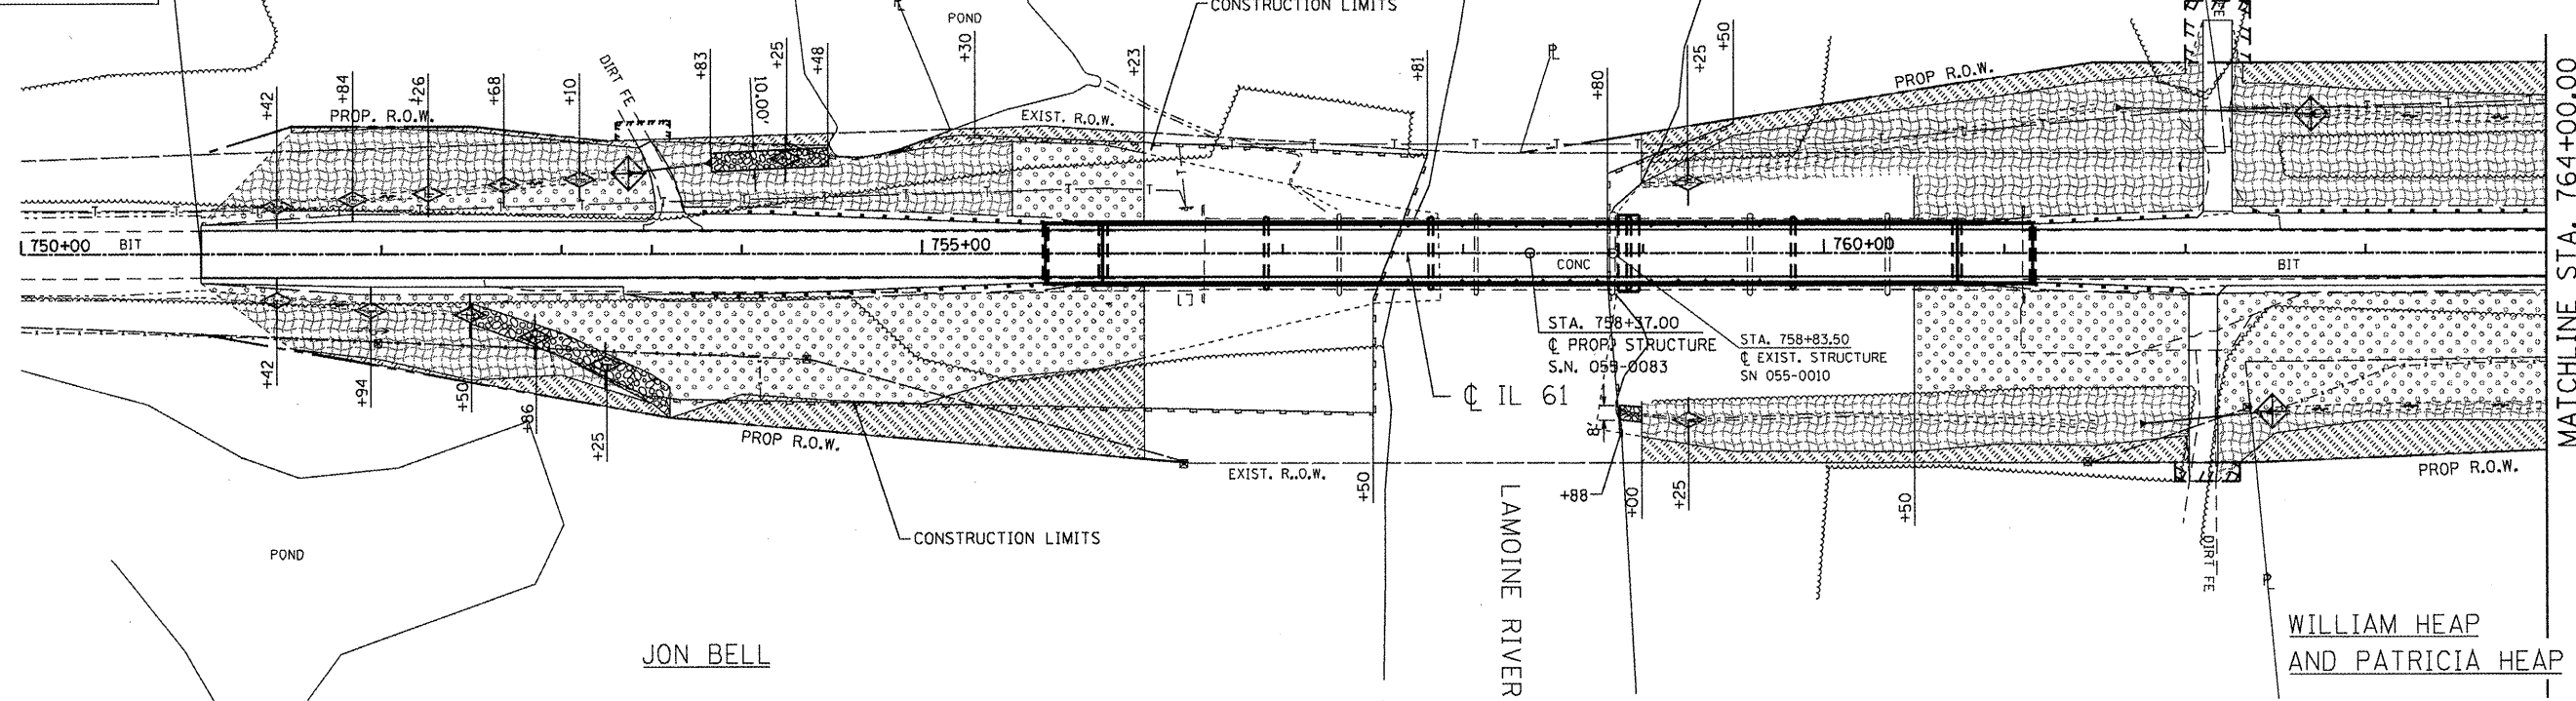 CONSTRUCTION LIMITS
POND
+30
+50
+25
+48
+83
10.00'
+23
+81
+80
+25
℄
DIRT FE
FE
+42
+84
+26
+68
+10
PROP. R.O.W.
EXIST. R.O.W.
PROP R.O.W.
750+00
BIT
755+00
CONC
760+00
BIT
MATCHLINE STA. 764+00.00
STA. 758+37.00
℄ PROP. STRUCTURE
S.N. 055-0083
STA. 758+83.50
℄ EXIST. STRUCTURE
SN 055-0010
℄ IL 61
+42
+94
+50
+86
+25
PROP R.O.W.
EXIST. R..O.W.
+50
8'
+88
+00
+25
+50
PROP R.O.W.
CONSTRUCTION LIMITS
LAMOINE RIVER
DIRT FE
POND
JON BELL
WILLIAM HEAP
AND PATRICIA HEAP